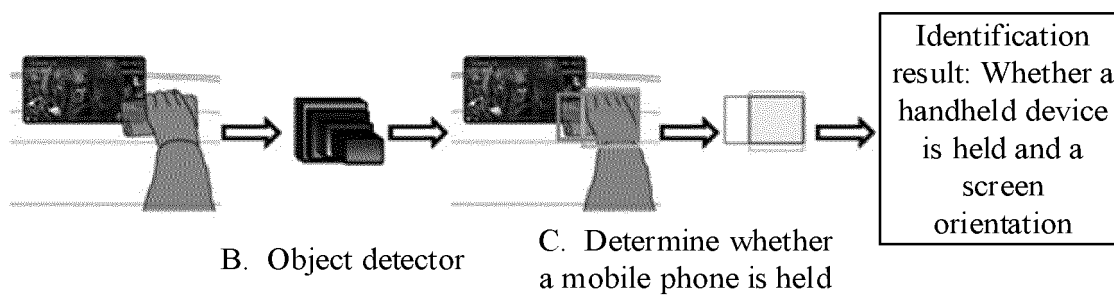 Identification
result: Whether a
handheld device
is held and a
screen
orientation
B. Object detector
C. Determine whether
a mobile phone is held